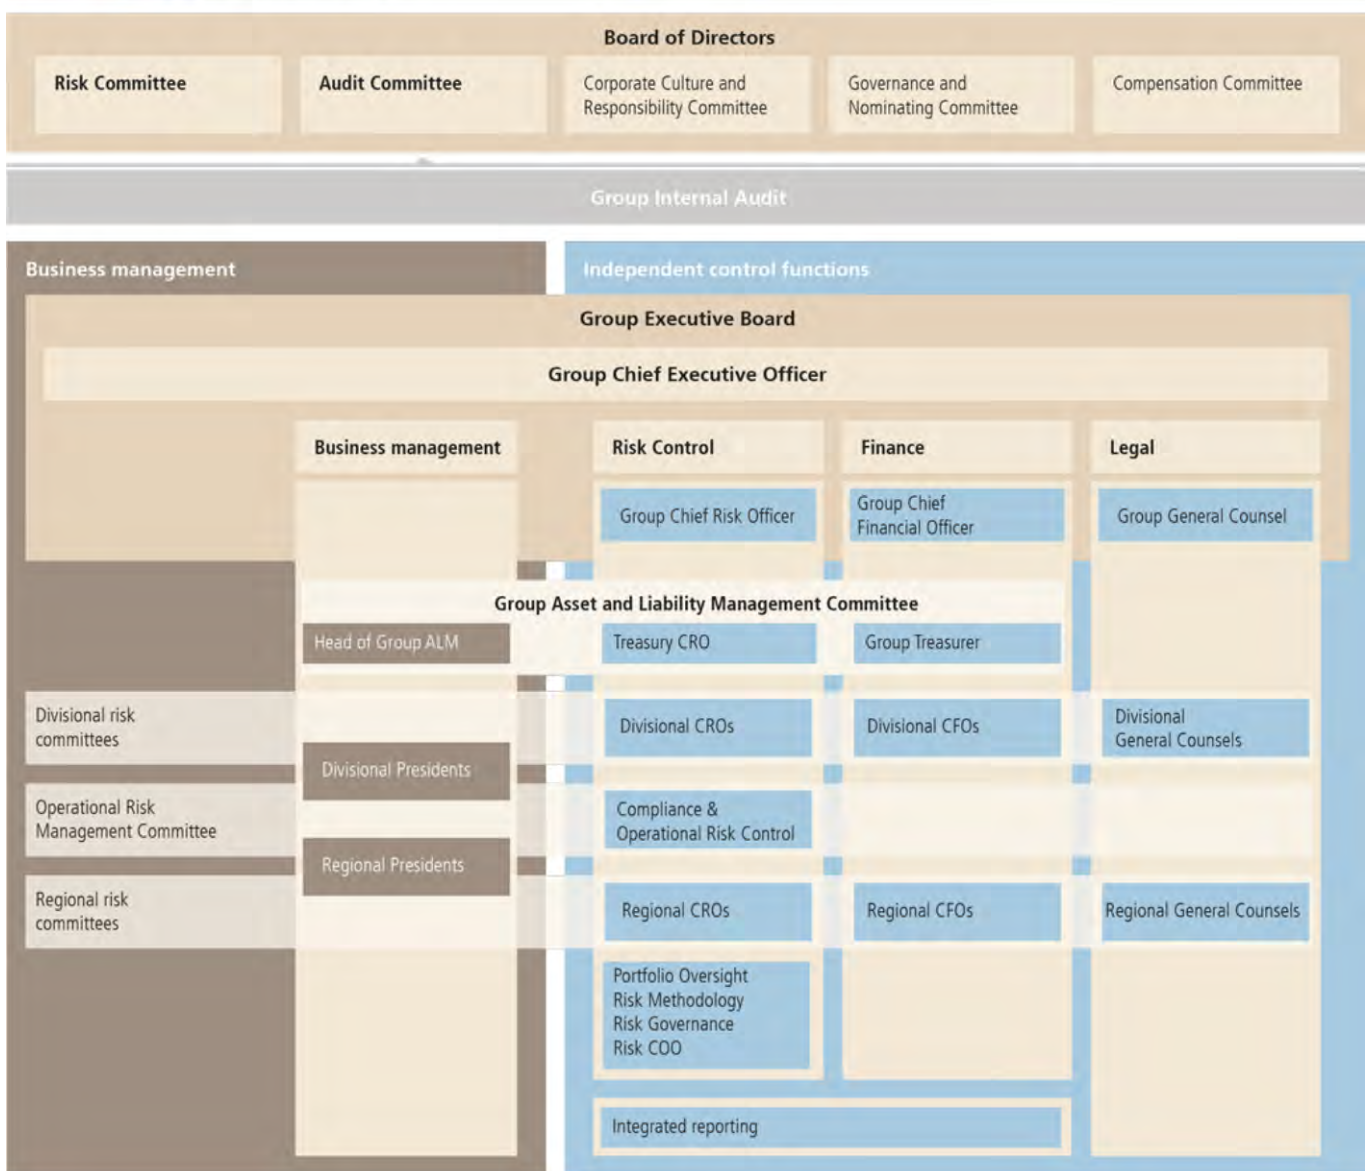 Board of Directors
Risk Committee
Audit Committee
Corporate Culture and
Responsibility Committee
Governance and
Nominating Committee
Compensation Committee
Group Internal Audit
Business management
Independent control functions
Group Executive Board
Group Chief Executive Officer
Business management
Risk Control
Finance
Legal
Group Chief Risk Officer
Group Chief
Financial Officer
Group General Counsel
Group Asset and Liability Management Committee
Head of Group ALM
Treasury CRO
Group Treasurer
Divisional risk
committees
Divisional CROs
Divisional CFOs
Divisional
General Counsels
Divisional Presidents
Operational Risk
Management Committee
Compliance &
Operational Risk Control
Regional Presidents
Regional risk
committees
Regional CROs
Regional CFOs
Regional General Counsels
Portfolio Oversight
Risk Methodology
Risk Governance
Risk COO
Integrated reporting